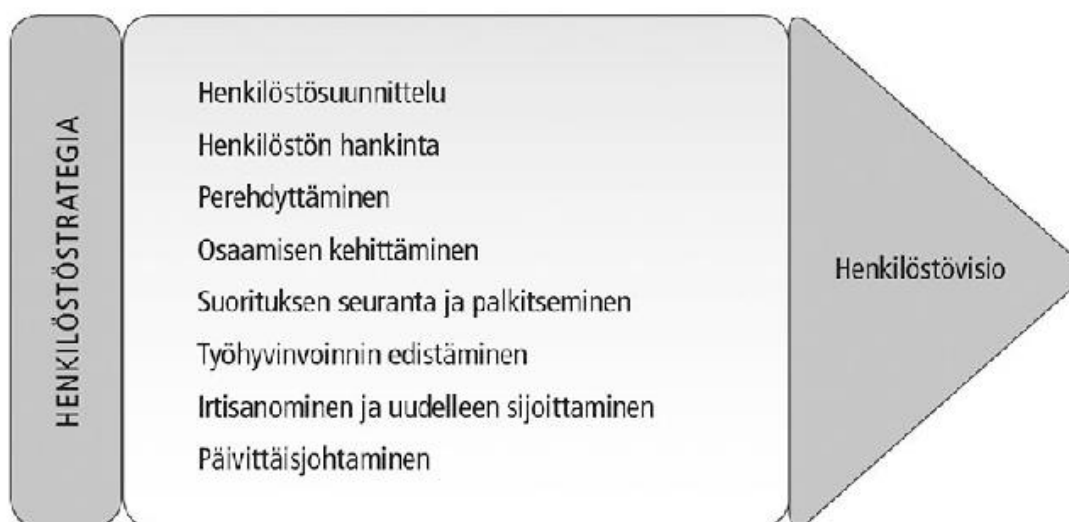 HENKILÖSTÖSTRATEGIA
Henkilöstösuunnittelu
Henkilöstön hankinta
Perehdyttäminen
Osaamisen kehittäminen
Suorituksen seuranta ja palkitseminen
Työhyvinvoinnin edistäminen
Irtisanominen ja uudelleen sijoittaminen
Päivittäisjohtaminen
Henkilöstövisio